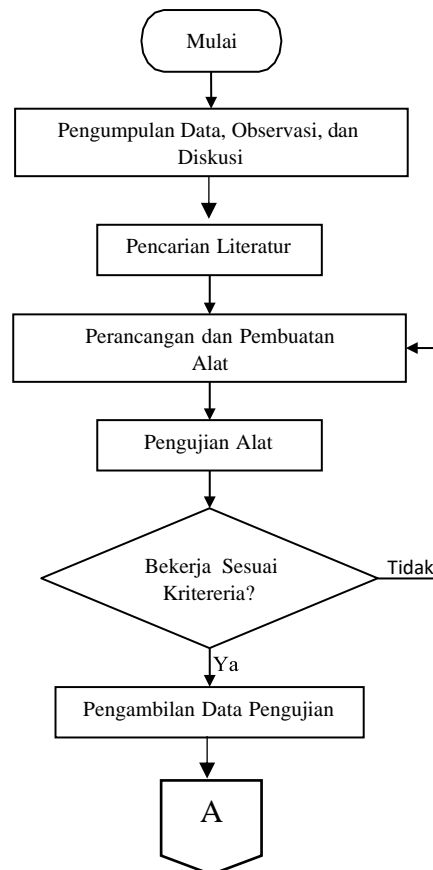 Mulai
Pengumpulan Data, Observasi, dan
Diskusi
Pencarian Literatur
Perancangan dan Pembuatan
Alat
Pengujian Alat
Bekerja Sesuai
Kritereria?
Tidak
Ya
Pengambilan Data Pengujian
A